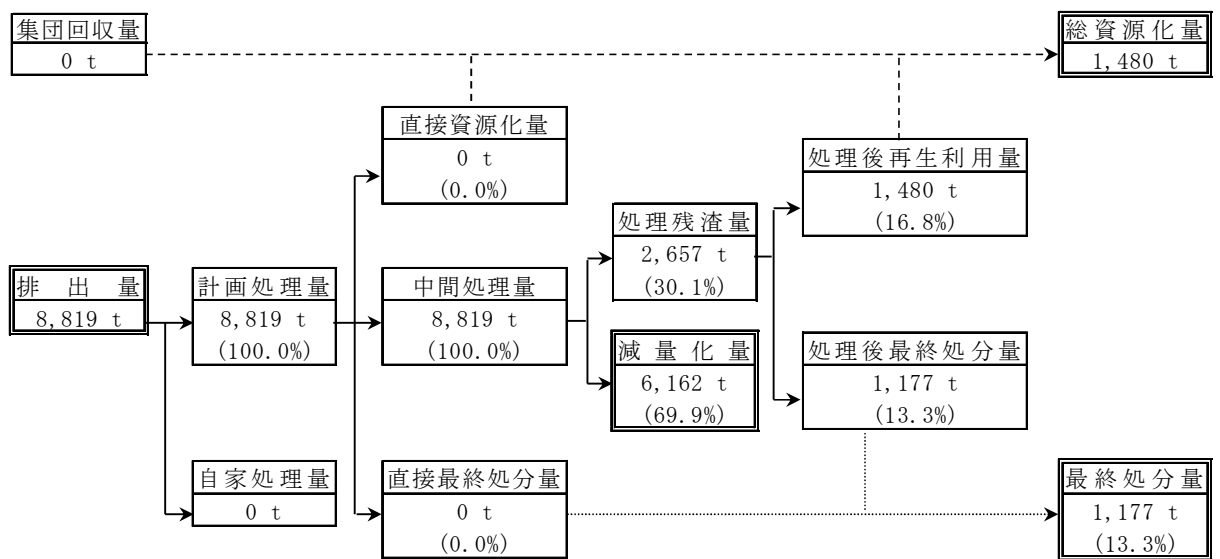 集団回収量
0 t
総資源化量
1,480 t
直接資源化量
0 t
(0.0%)
処理後再生利用量
1,480 t
(16.8%)
処理残渣量
2,657 t
(30.1%)
排出量
8,819 t
計画処理量
8,819 t
(100.0%)
中間処理量
8,819 t
(100.0%)
減量化量
6,162 t
(69.9%)
処理後最終処分量
1,177 t
(13.3%)
自家処理量
0 t
直接最終処分量
0 t
(0.0%)
最終処分量
1,177 t
(13.3%)